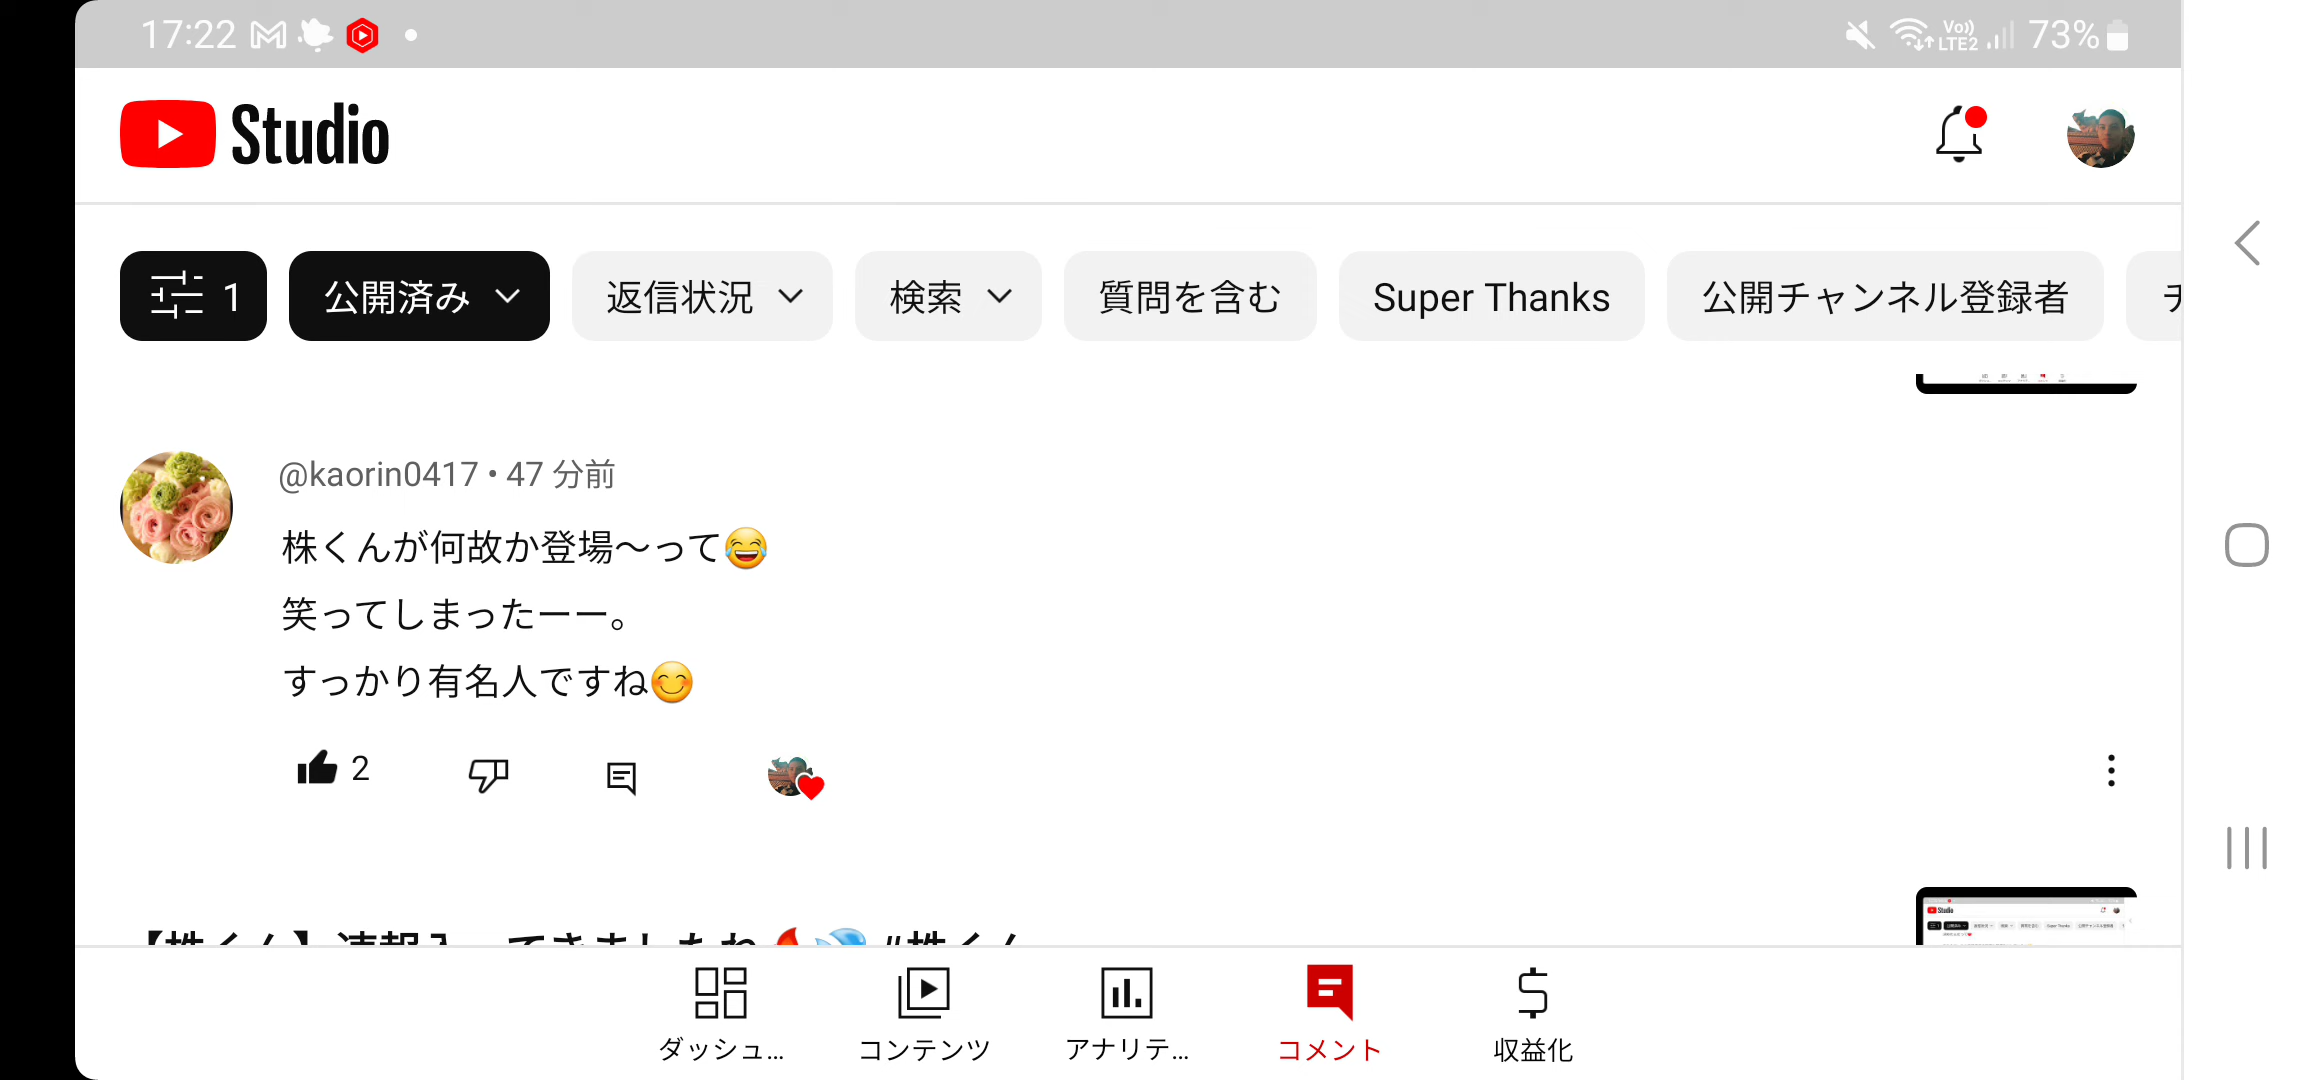 17:22
Vo)) LTE2 73%
Studio
1 公開済み 返信状況 検索 質問を含む Super Thanks 公開チャンネル登録者
@kaorin0417 • 47 分前
株くんが何故か登場〜って😂
笑ってしまったーー。
すっかり有名人ですね😊
2
ダッシュ... コンテンツ アナリテ... コメント 収益化